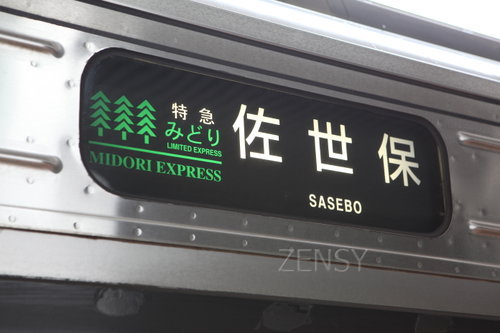 特急
みどり
LIMITED EXPRESS
MIDORI EXPRESS
佐世保
SASEBO
ZENSY